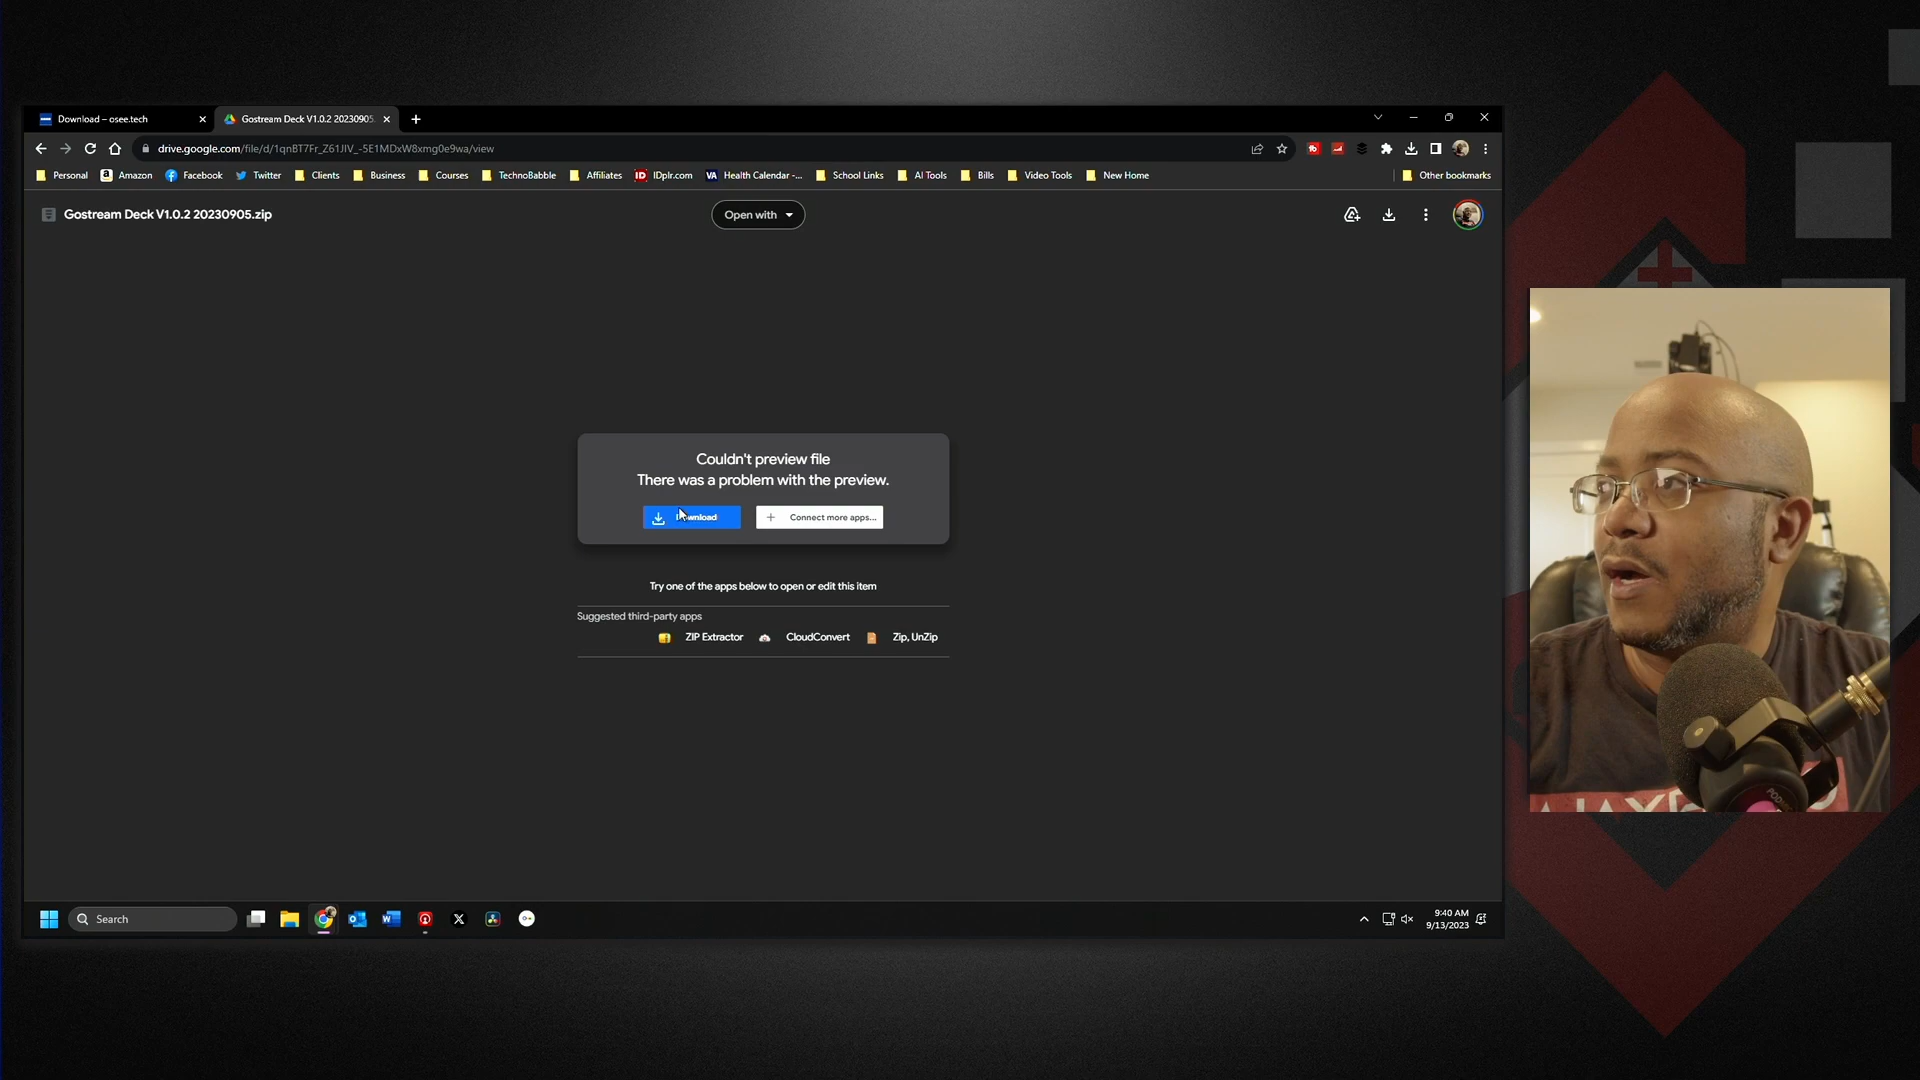 Download – osee.tech
Gostream Deck V1.0.2 20230905.
drive.google.com/file/d/1qnBT7Fr_Z61JIV_-5E1MDxW8xmg0e9wa/view
Personal Amazon Facebook Twitter Clients Business Courses TechnoBabble Affiliates IDplr.com Health Calendar -... School Links AI Tools Bills Video Tools New Home Other bookmarks
Gostream Deck V1.0.2 20230905.zip
Open with
Couldn't preview file
There was a problem with the preview.
Connect more apps...
Try one of the apps below to open or edit this item
Suggested third-party apps
ZIP Extractor CloudConvert Zip, UnZip
Search
9:40 AM
9/13/2023